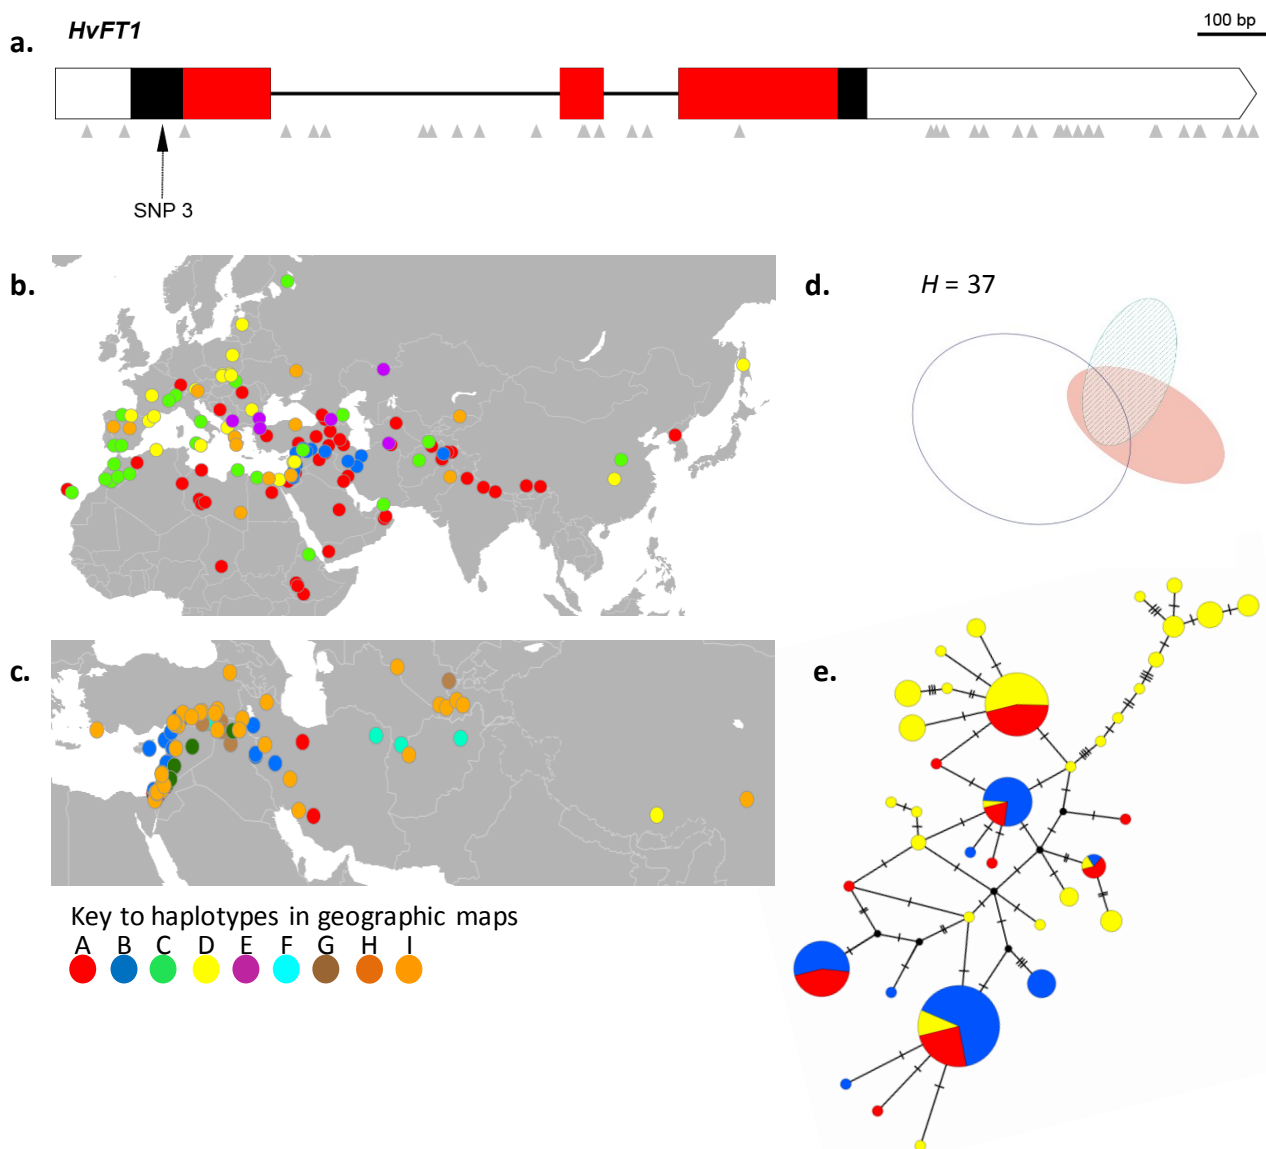 HvFT1
100 bp
a.
SNP 3
b.
d.
H = 37
c.
e.
Key to haplotypes in geographic maps
A B C D E F G H I